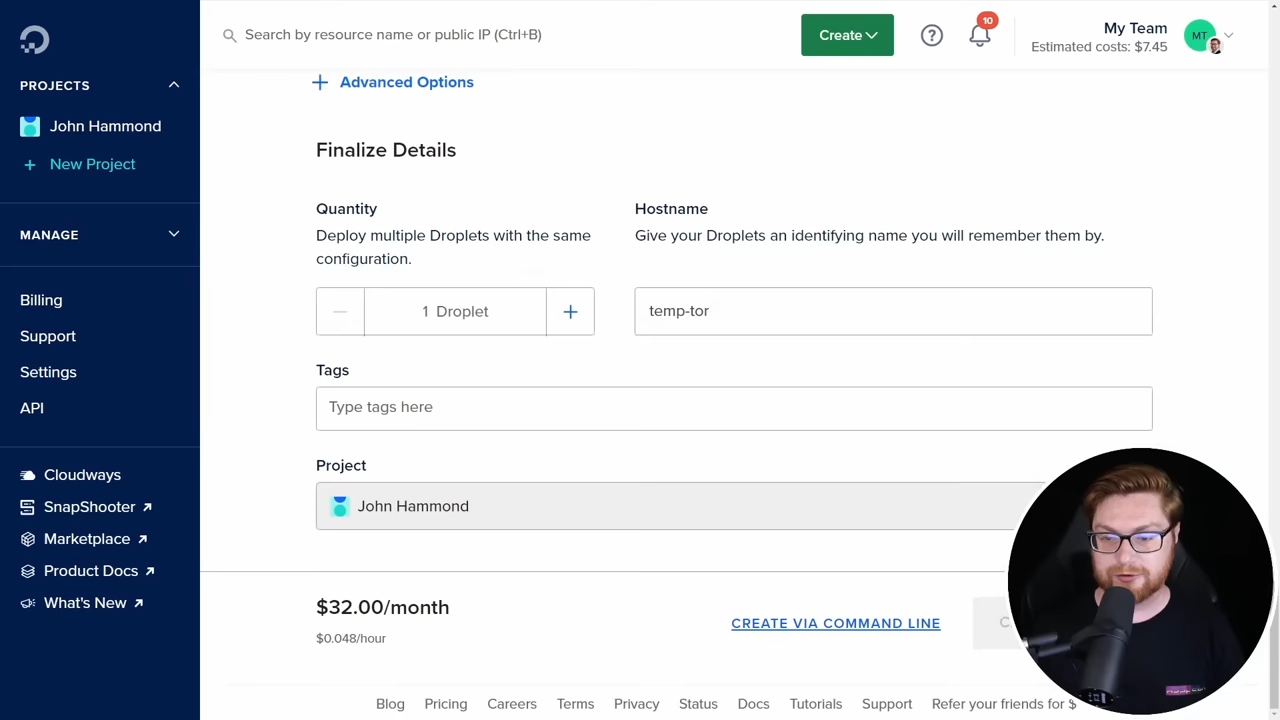 Search by resource name or public IP (Ctrl+B)
Create
10
My Team
Estimated costs: $7.45
MT
PROJECTS
John Hammond
+ New Project
MANAGE
Billing
Support
Settings
API
Cloudways
SnapShooter
Marketplace
Product Docs
What's New
+ Advanced Options
Finalize Details
Quantity
Deploy multiple Droplets with the same
configuration.
1 Droplet
Hostname
Give your Droplets an identifying name you will remember them by.
temp-tor
Tags
Type tags here
Project
John Hammond
$32.00/month
$0.048/hour
CREATE VIA COMMAND LINE
Blog Pricing Careers Terms Privacy Status Docs Tutorials Support Refer your friends for $